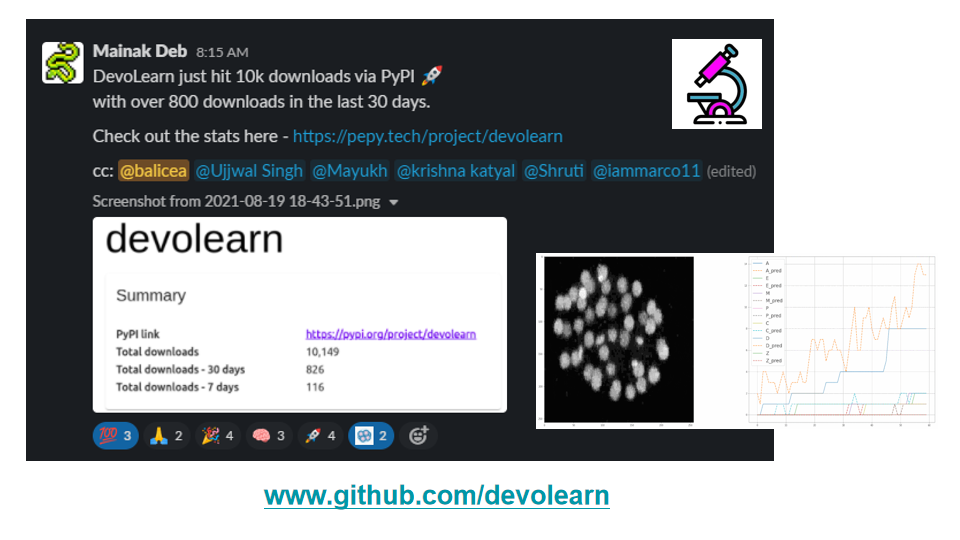 Mainak Deb 8:15 AM
DevoLearn just hit 10k downloads via PyPI 🚀
with over 800 downloads in the last 30 days.
Check out the stats here - https://pepy.tech/project/devolearn
cc: @balicea @Ujjwal Singh @Mayukh @krishna katyal @Shruti @iammarco11 (edited)
Screenshot from 2021-08-19 18-43-51.png
devolearn
Summary
PyPI link https://pypi.org/project/devolearn
Total downloads 10,149
Total downloads - 30 days 826
Total downloads - 7 days 116
💯 3 🙏 2 🎉 4 🧠 3 🚀 4 2
A
A_pred
E
E_pred
M
M_pred
P
P_pred
C
C_pred
D
D_pred
Z
Z_pred
www.github.com/devolearn